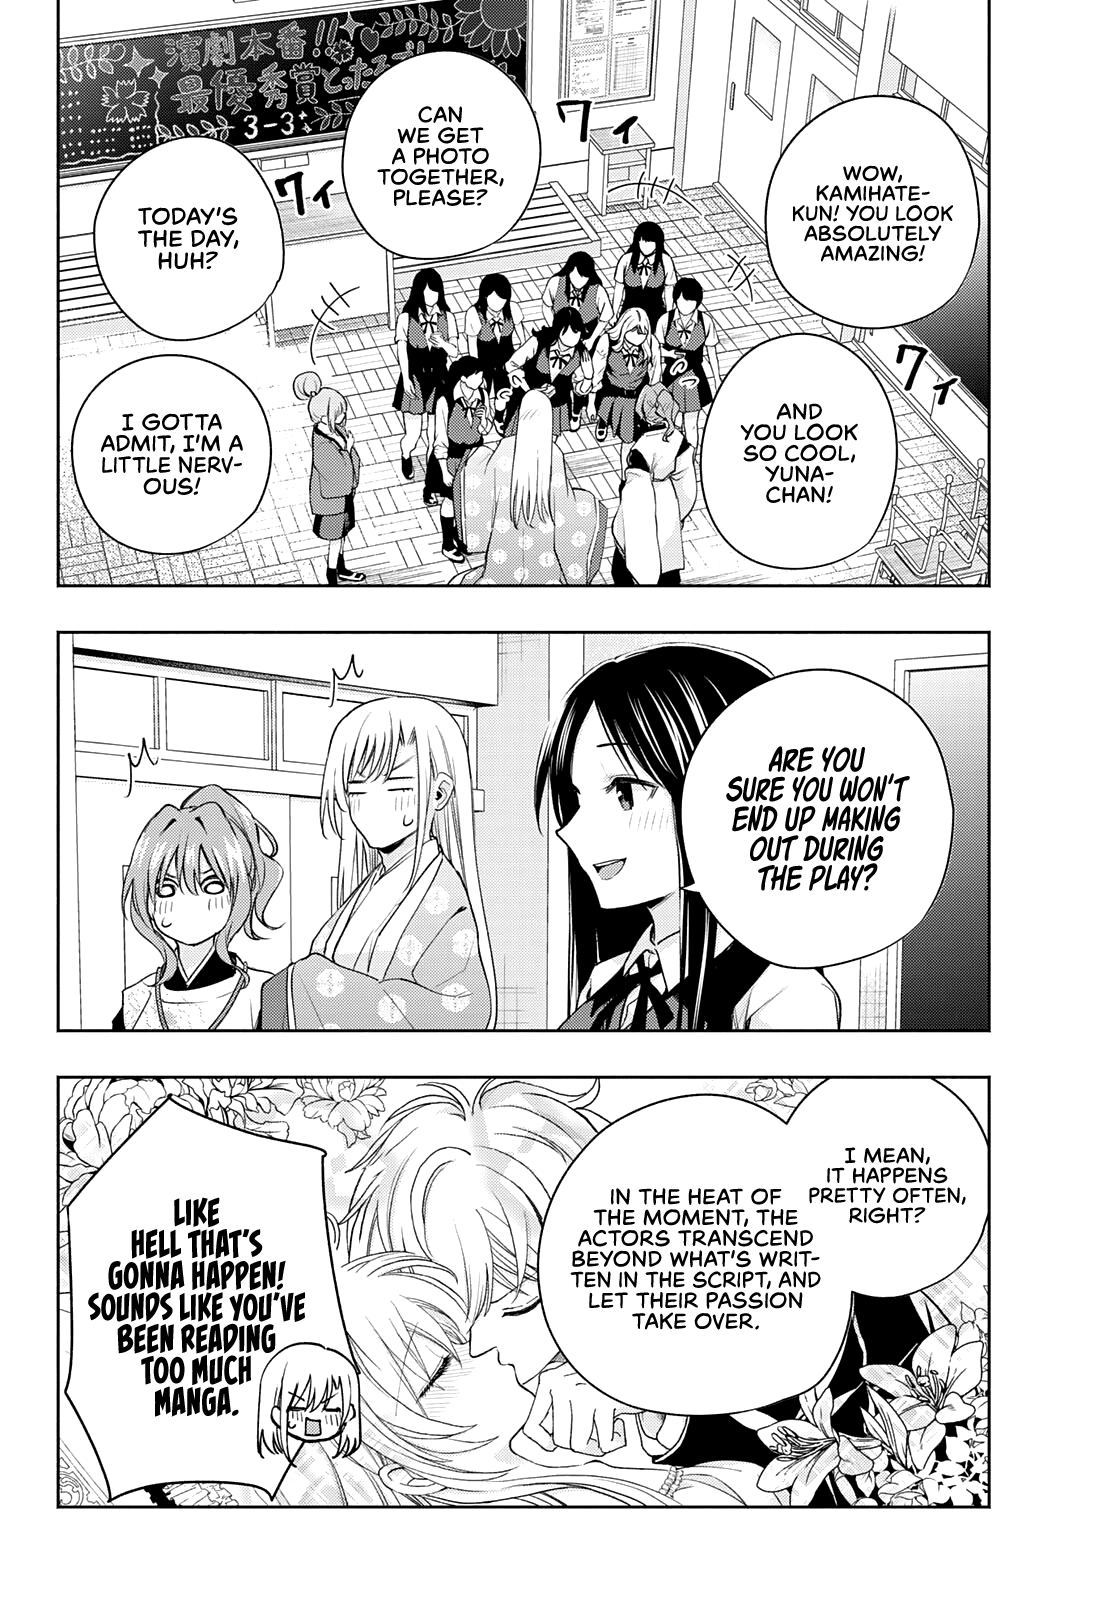 演劇本番!!
最優秀賞とったるで
3-3
WOW,
KAMIHATE-
KUN! YOU LOOK
ABSOLUTELY
AMAZING!
ワイ
CAN
WE GET
A PHOTO
TOGETHER,
PLEASE?
ワイ
TODAY'S
THE DAY,
HUH?
ワイ
AND
YOU LOOK
SO COOL,
YUNA-
CHAN!
I GOTTA
ADMIT, I'M A
LITTLE NERV-
OUS!
ARE YOU
SURE YOU WON'T
END UP MAKING
OUT DURING
THE PLAY?
I MEAN,
IT HAPPENS
PRETTY OFTEN,
RIGHT?
IN THE HEAT OF
THE MOMENT, THE
ACTORS TRANSCEND
BEYOND WHAT'S WRIT-
TEN IN THE SCRIPT, AND
LET THEIR PASSION
TAKE OVER.
LIKE
HELL THAT'S
GONNA HAPPEN!
SOUNDS LIKE YOU'VE
BEEN READING
TOO MUCH
MANGA.